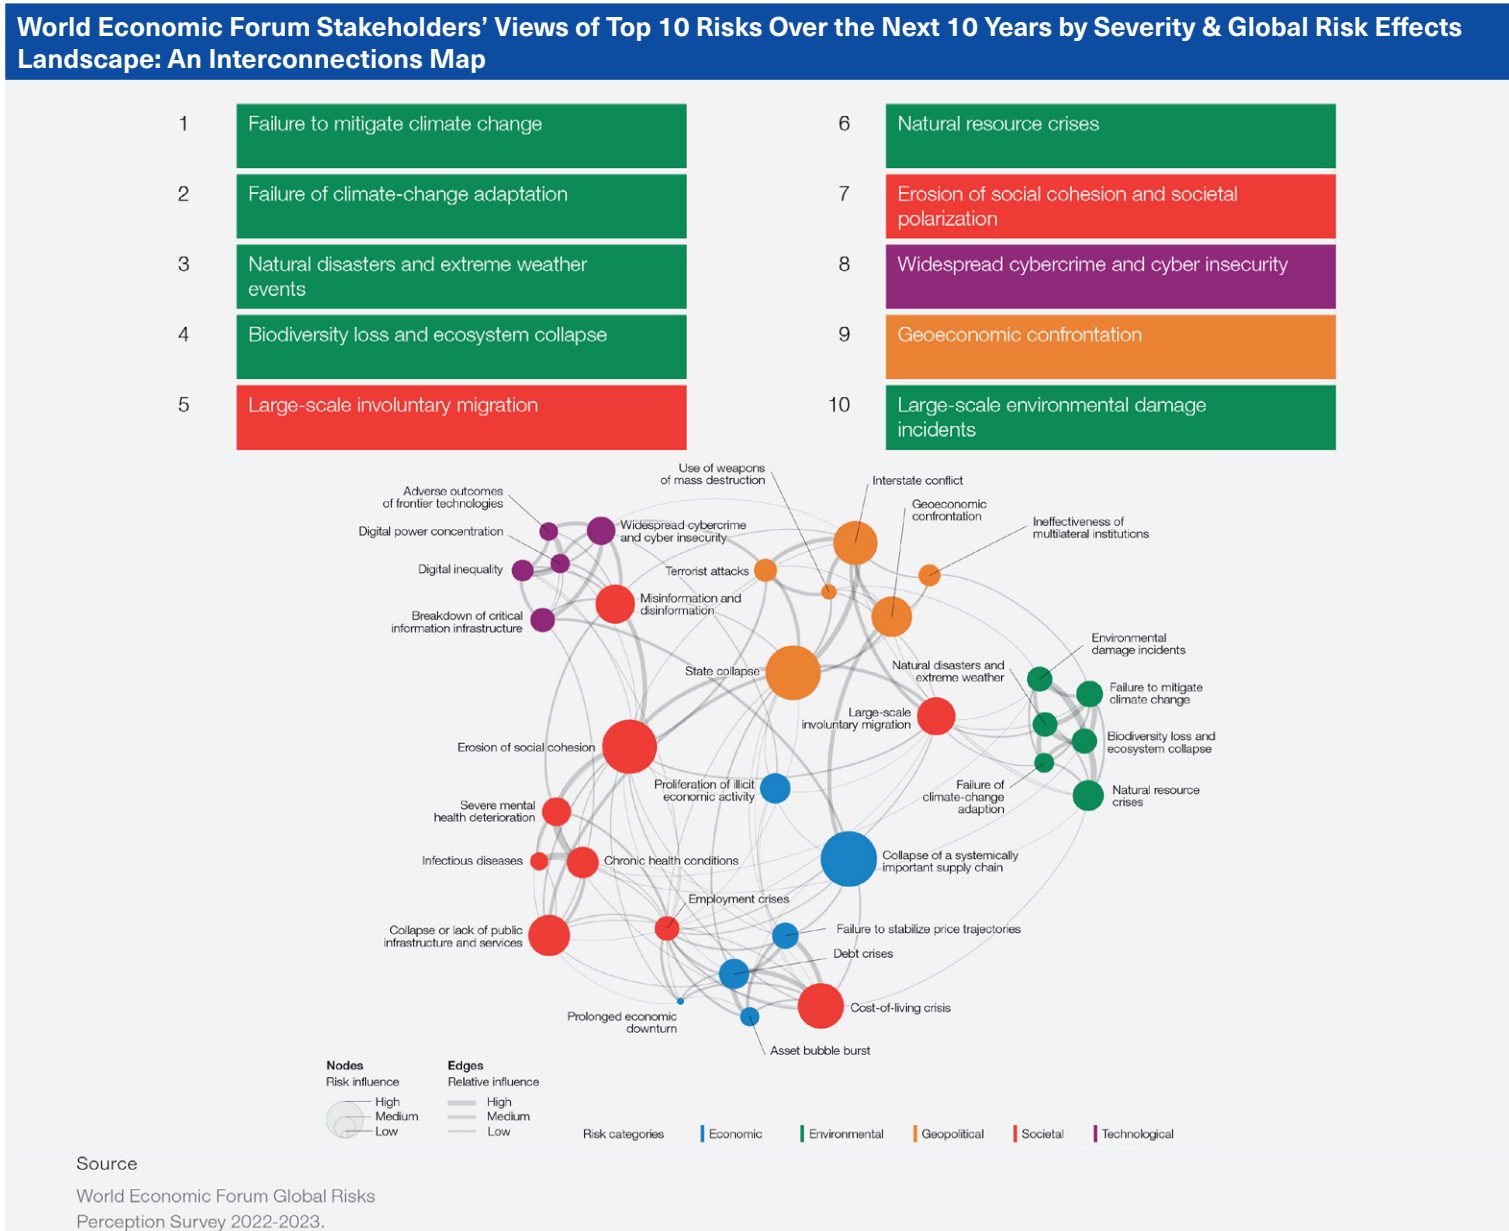 World Economic Forum Stakeholders’ Views of Top 10 Risks Over the Next 10 Years by Severity & Global Risk Effects
Landscape: An Interconnections Map
1
Failure to mitigate climate change
2
Failure of climate-change adaptation
3
Natural disasters and extreme weather
events
4
Biodiversity loss and ecosystem collapse
5
Large-scale involuntary migration
6
Natural resource crises
7
Erosion of social cohesion and societal
polarization
8
Widespread cybercrime and cyber insecurity
9
Geoeconomic confrontation
10
Large-scale environmental damage
incidents
Use of weapons
of mass destruction
Interstate conflict
Adverse outcomes
of frontier technologies
Geoeconomic
confrontation
Digital power concentration
Widespread cybercrime
and cyber insecurity
Ineffectiveness of
multilateral institutions
Digital inequality
Terrorist attacks
Misinformation and
disinformation
Breakdown of critical
information infrastructure
Environmental
damage incidents
State collapse
Natural disasters and
extreme weather
Failure to mitigate
climate change
Large-scale
involuntary migration
Biodiversity loss and
ecosystem collapse
Erosion of social cohesion
Proliferation of illicit
economic activity
Failure of
climate-change
adaption
Natural resource
crises
Severe mental
health deterioration
Infectious diseases
Chronic health conditions
Collapse of a systemically
important supply chain
Employment crises
Collapse or lack of public
infrastructure and services
Failure to stabilize price trajectories
Debt crises
Prolonged economic
downturn
Cost-of-living crisis
Asset bubble burst
Nodes
Risk influence
High
Medium
Low
Edges
Relative influence
High
Medium
Low
Risk categories
Economic
Environmental
Geopolitical
Societal
Technological
Source
World Economic Forum Global Risks
Perception Survey 2022-2023.